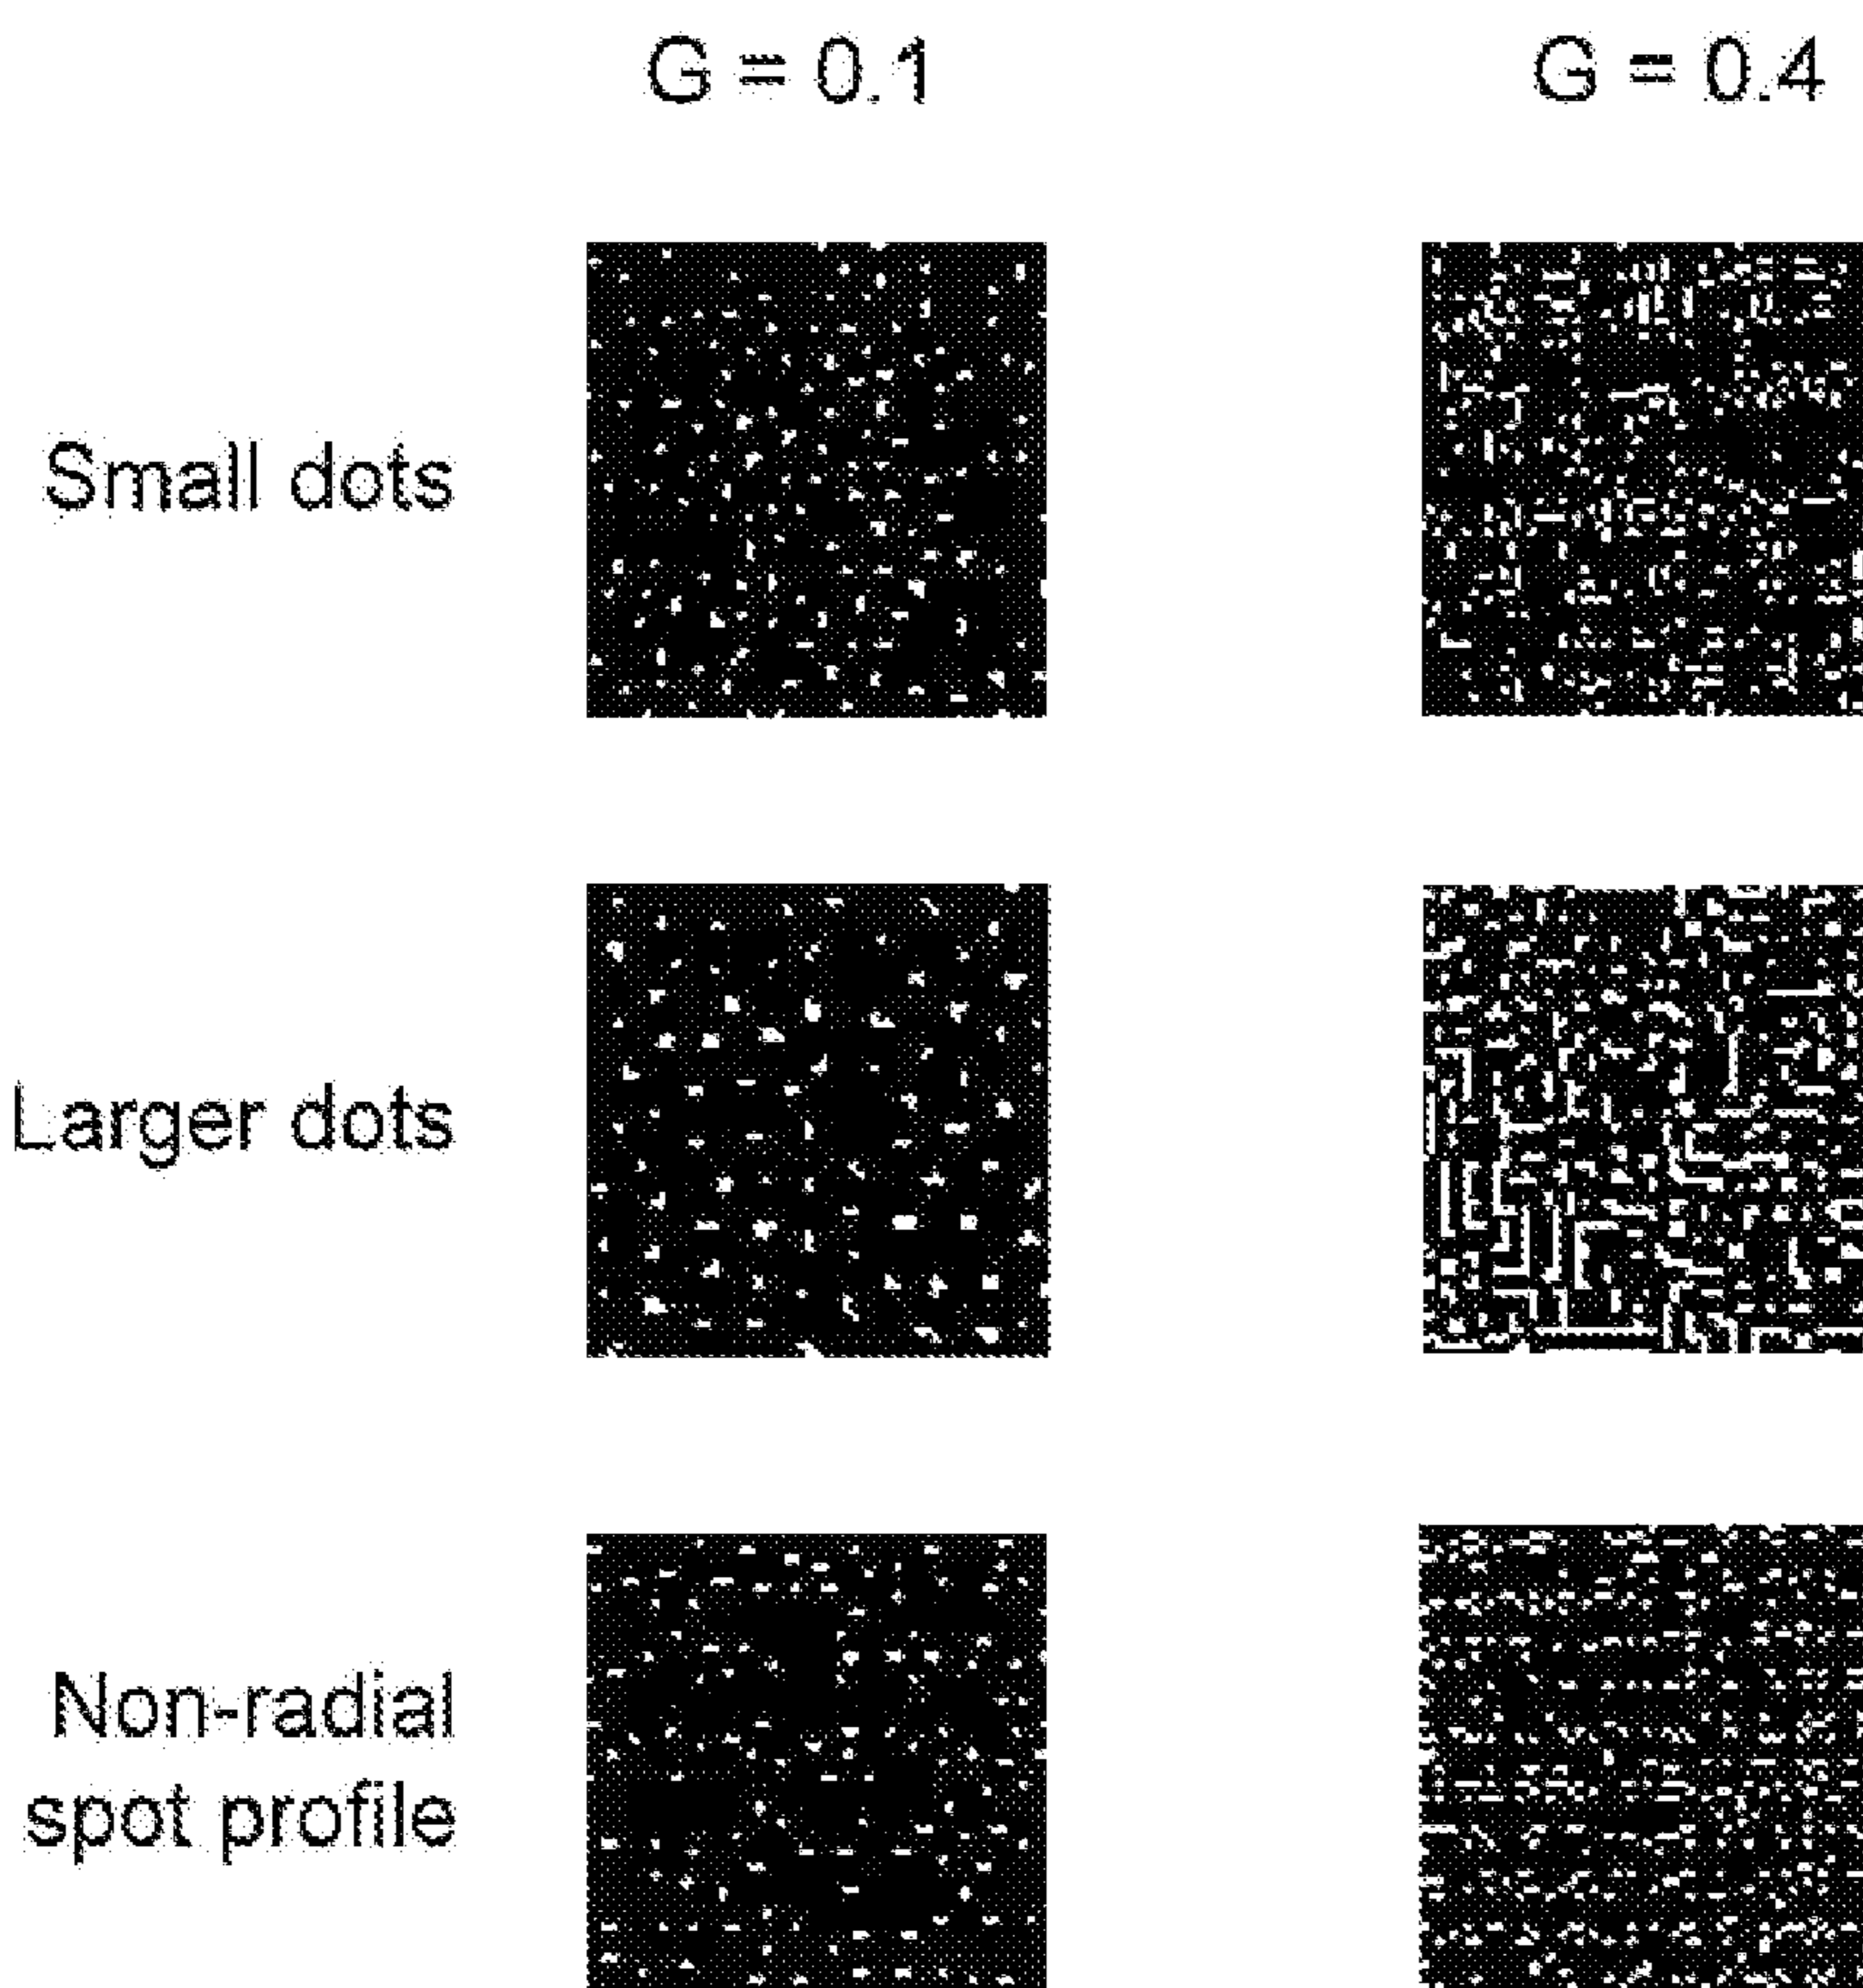 G = 0.1
G = 0.4
Small dots
Larger dots
Non-radial
spot profile